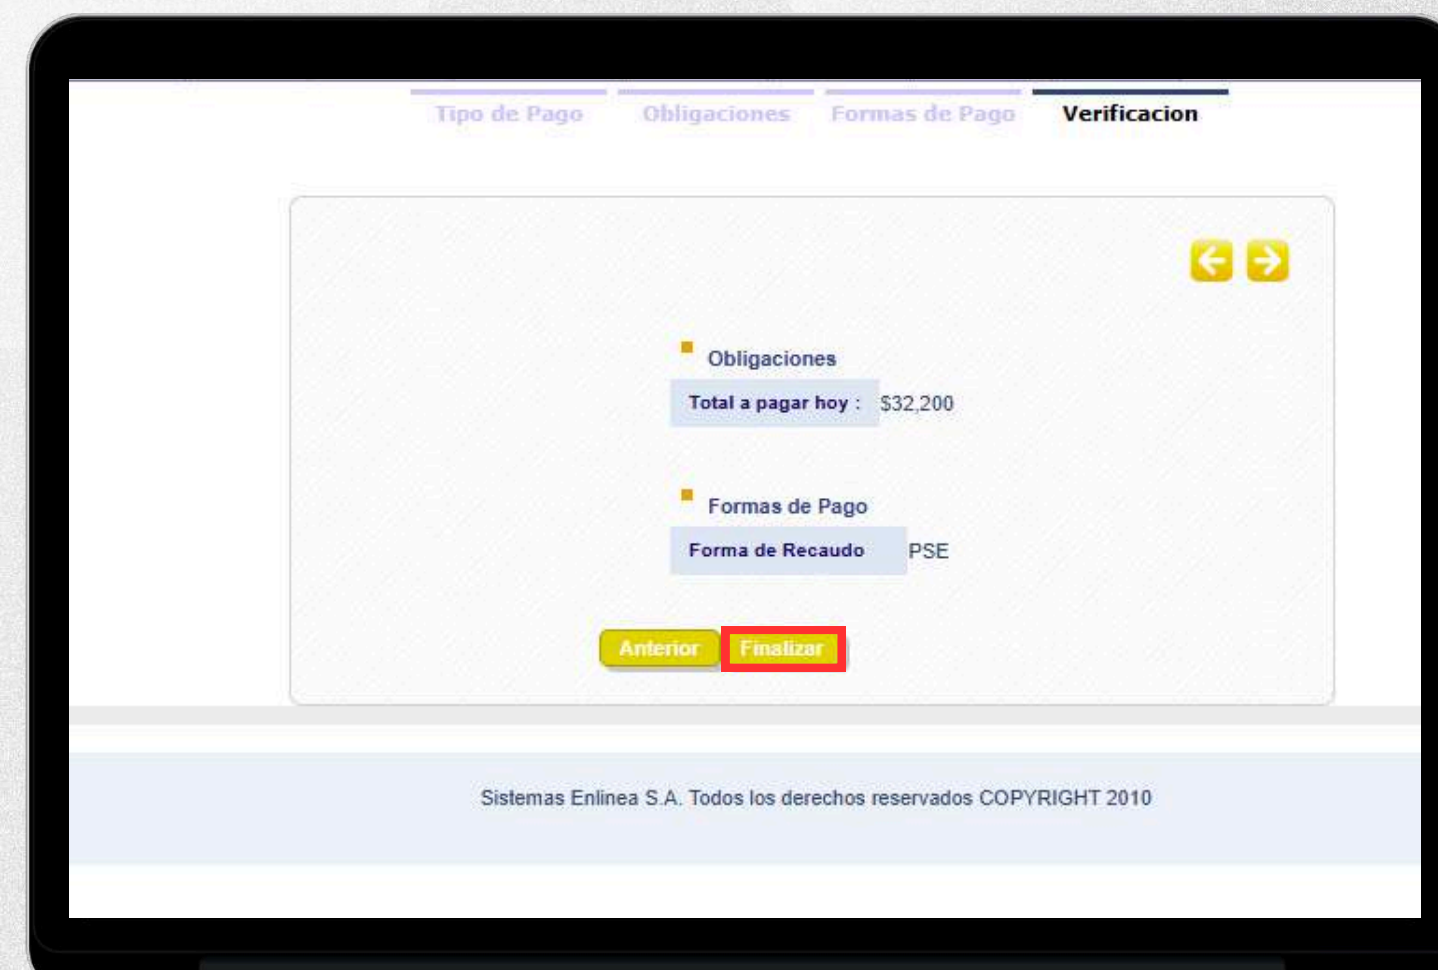 Tipo de Pago Obligaciones Formas de Pago Verificacion
Obligaciones
Total a pagar hoy : $32,200
Formas de Pago
Forma de Recaudo PSE
Anterior Finalizar
Sistemas Enlinea S.A. Todos los derechos reservados COPYRIGHT 2010